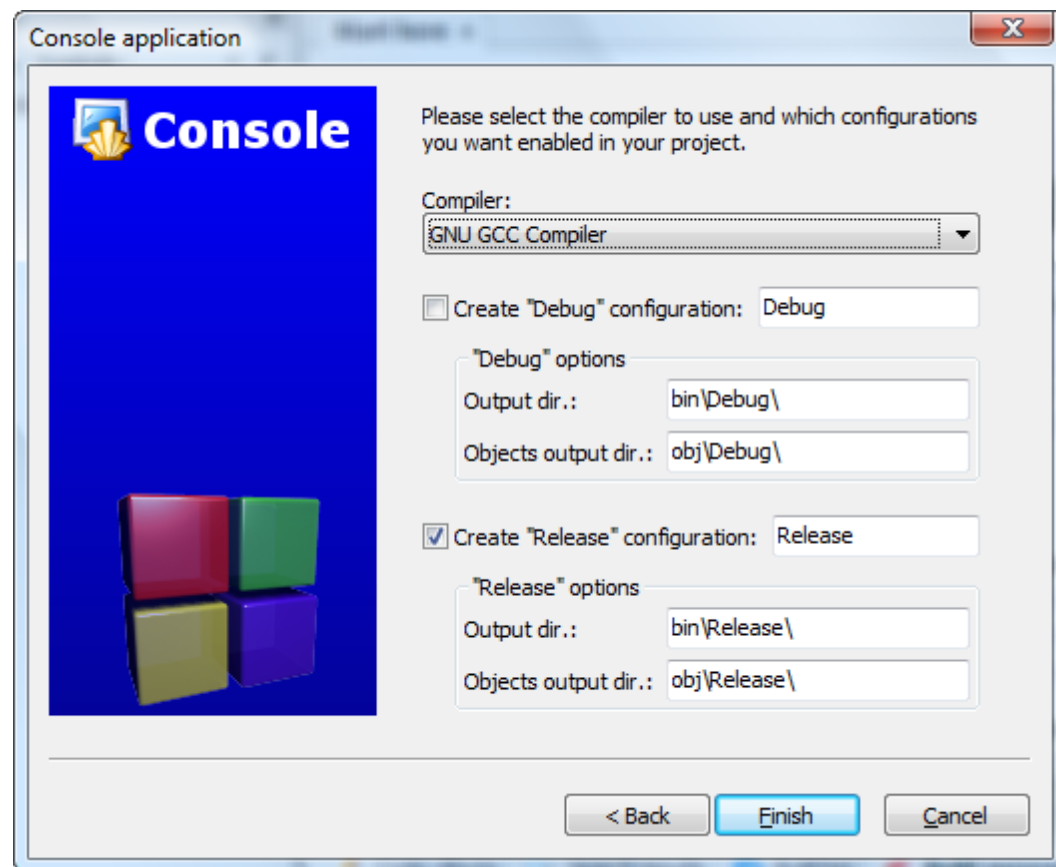 Console application
Start here
Console
Please select the compiler to use and which configurations
you want enabled in your project.
Compiler:
GNU GCC Compiler
Create "Debug" configuration: Debug
"Debug" options
Output dir.: bin\Debug\
Objects output dir.: obj\Debug\
Create "Release" configuration: Release
"Release" options
Output dir.: bin\Release\
Objects output dir.: obj\Release\
< Back Finish Cancel